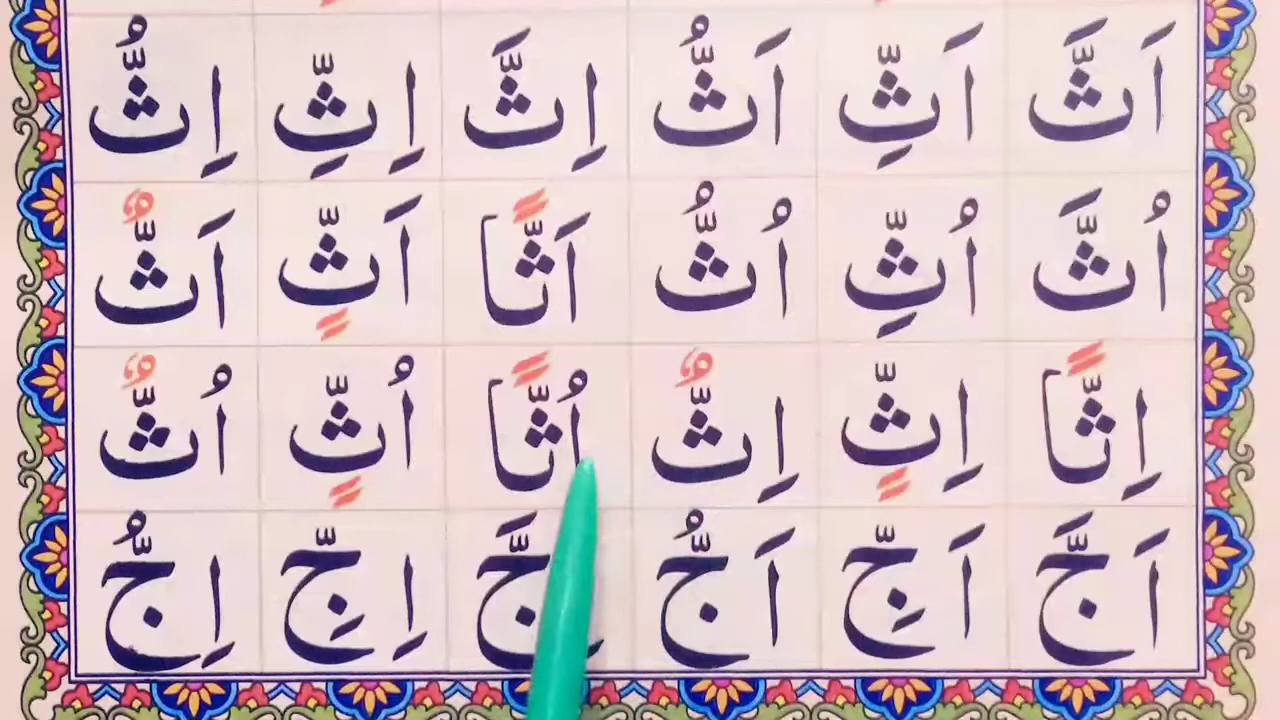 اَثَّ اَثِّ اَثُّ اِثَّ اِثِّ اِثُّ
اُثَّ اُثِّ اُثُّ اَثًّا اَثٍّ اَثٌّ
اِثًّا اِثٍّ اِثٌّ اُثًّا اُثٍّ اُثٌّ
اَجَّ اَجِّ اَجُّ اِجِّ اِجُّ